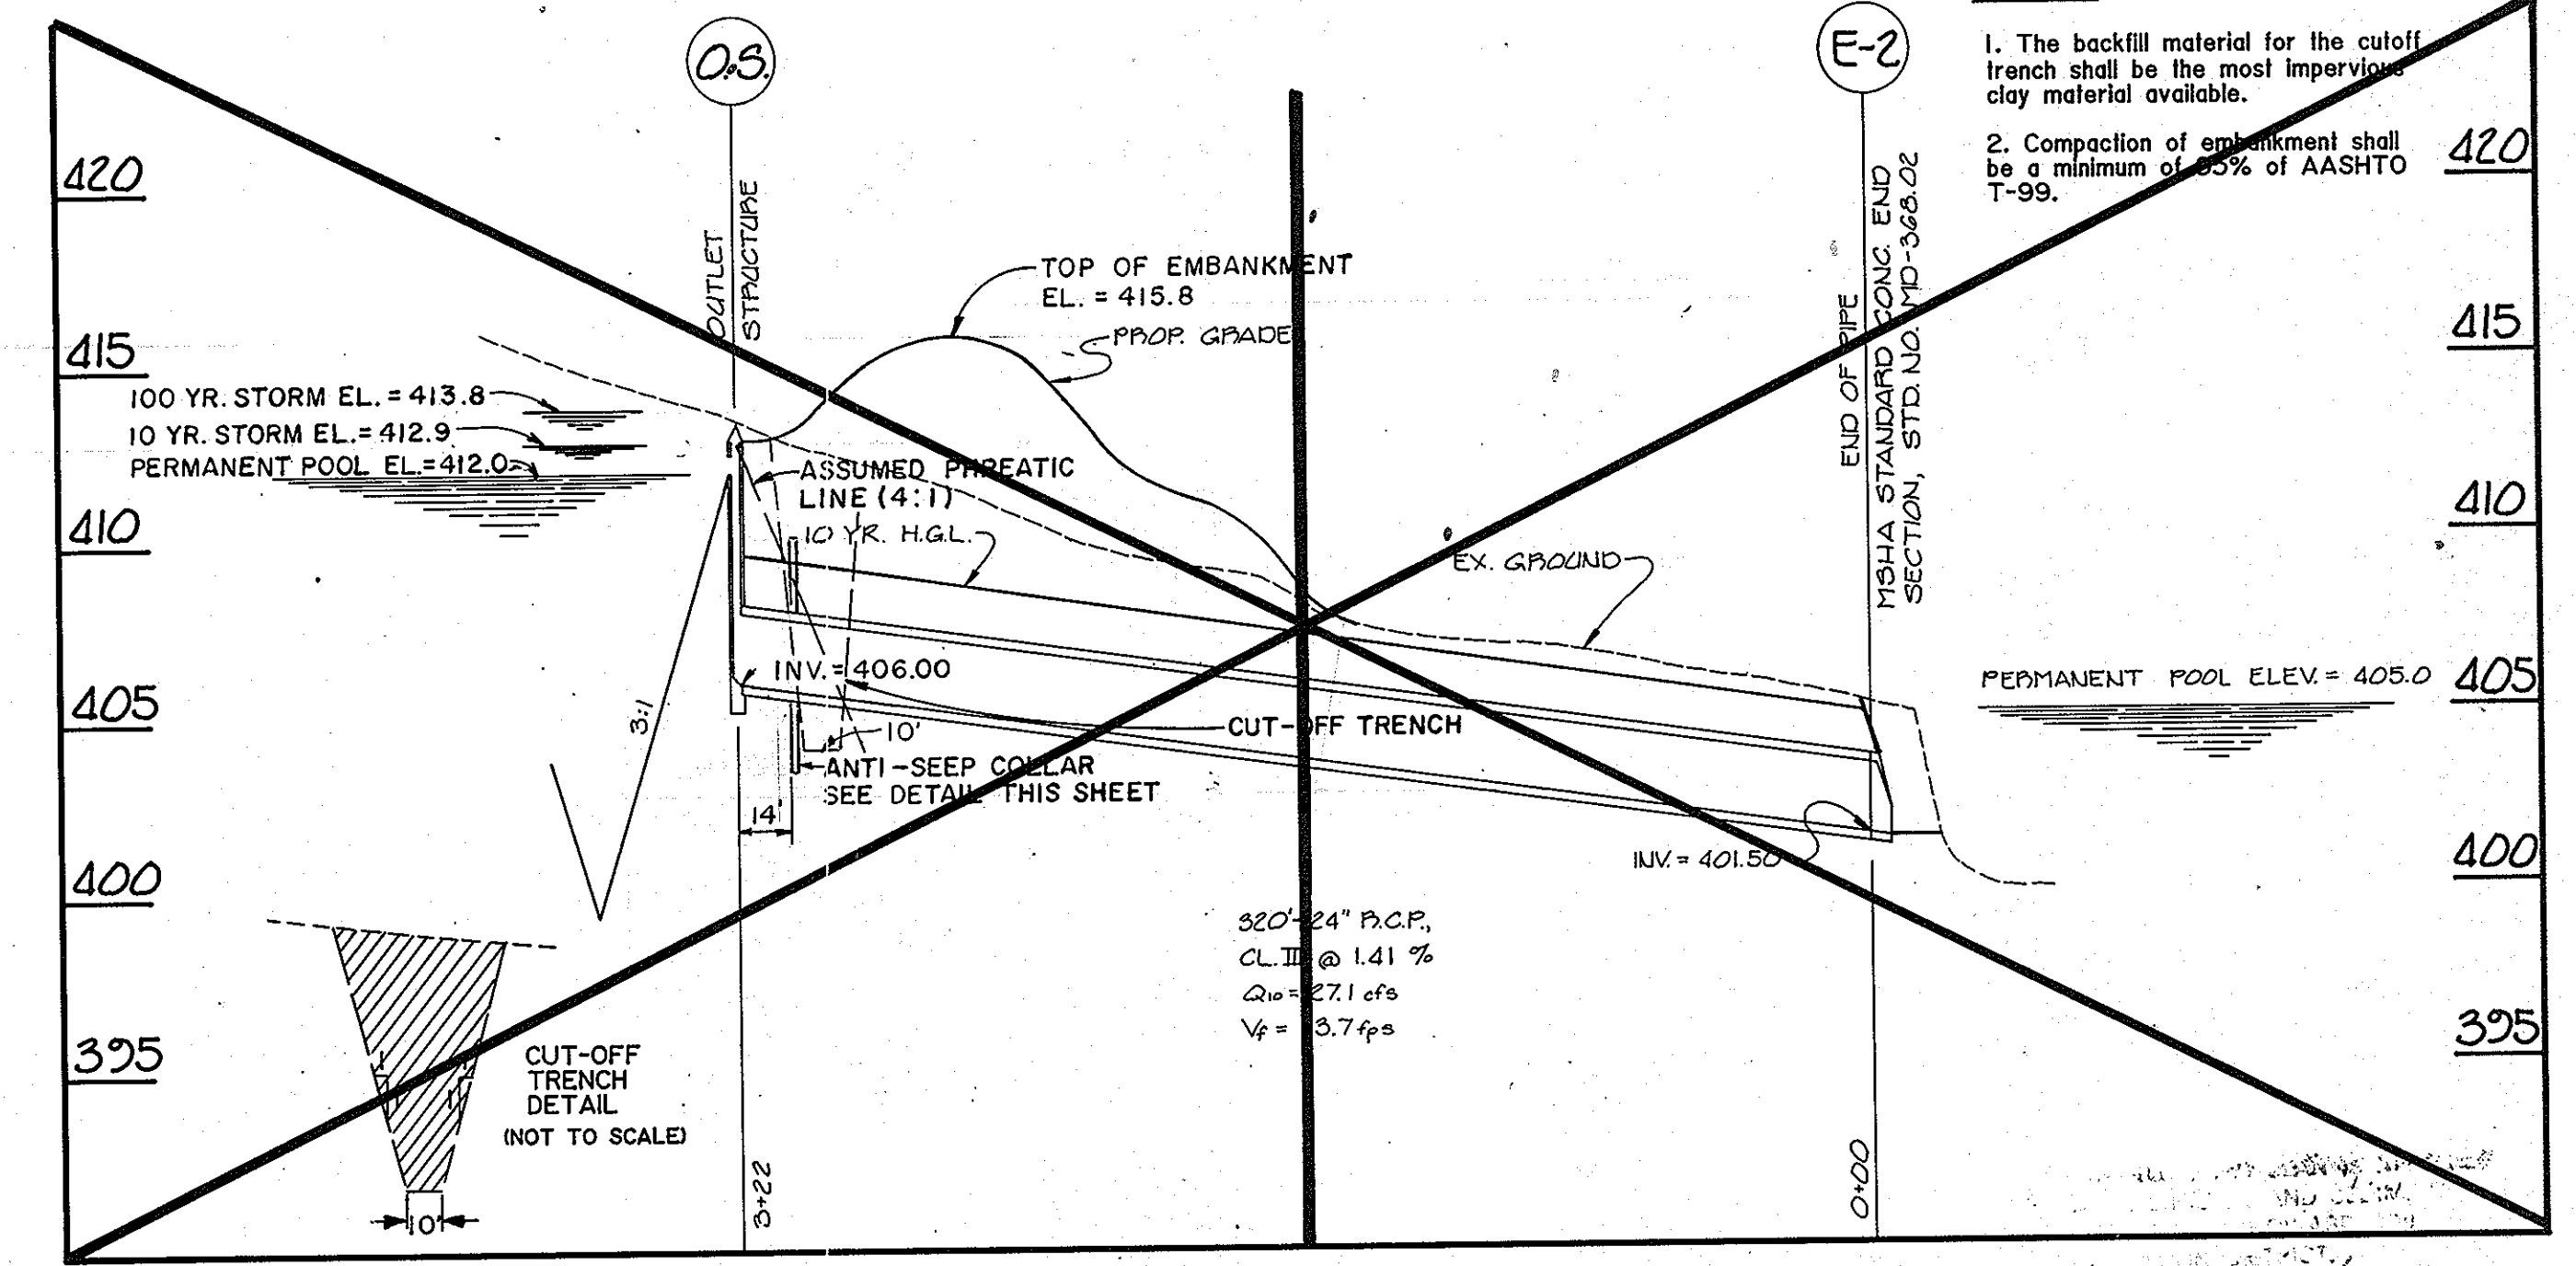 O.S.
E-2
1. The backfill material for the cutoff
trench shall be the most impervious
clay material available.
2. Compaction of embankment shall
be a minimum of 95% of AASHTO
T-99.
420
420
OUTLET
STRUCTURE
END OF PIPE
MSHA STANDARD CONC. END
SECTION, STD. NO. MD-368.02
TOP OF EMBANKMENT
EL. = 415.8
PROP. GRADE
415
415
100 YR. STORM EL. = 413.8
10 YR. STORM EL. = 412.9
PERMANENT POOL EL. = 412.0
ASSUMED PHREATIC
LINE (4:1)
10 YR. H.G.L.
410
410
EX. GROUND
INV. = 406.00
PERMANENT POOL ELEV. = 405.0
405
405
3:1
CUT-OFF TRENCH
10'
ANTI-SEEP COLLAR
SEE DETAIL THIS SHEET
14'
INV. = 401.50
400
400
320'-24" R.C.P.,
CL. III @ 1.41 %
Q10 = 27.1 cfs
Vf = 3.7 fps
395
395
CUT-OFF
TRENCH
DETAIL
(NOT TO SCALE)
1
1
1
1
10'
3+22
0+00